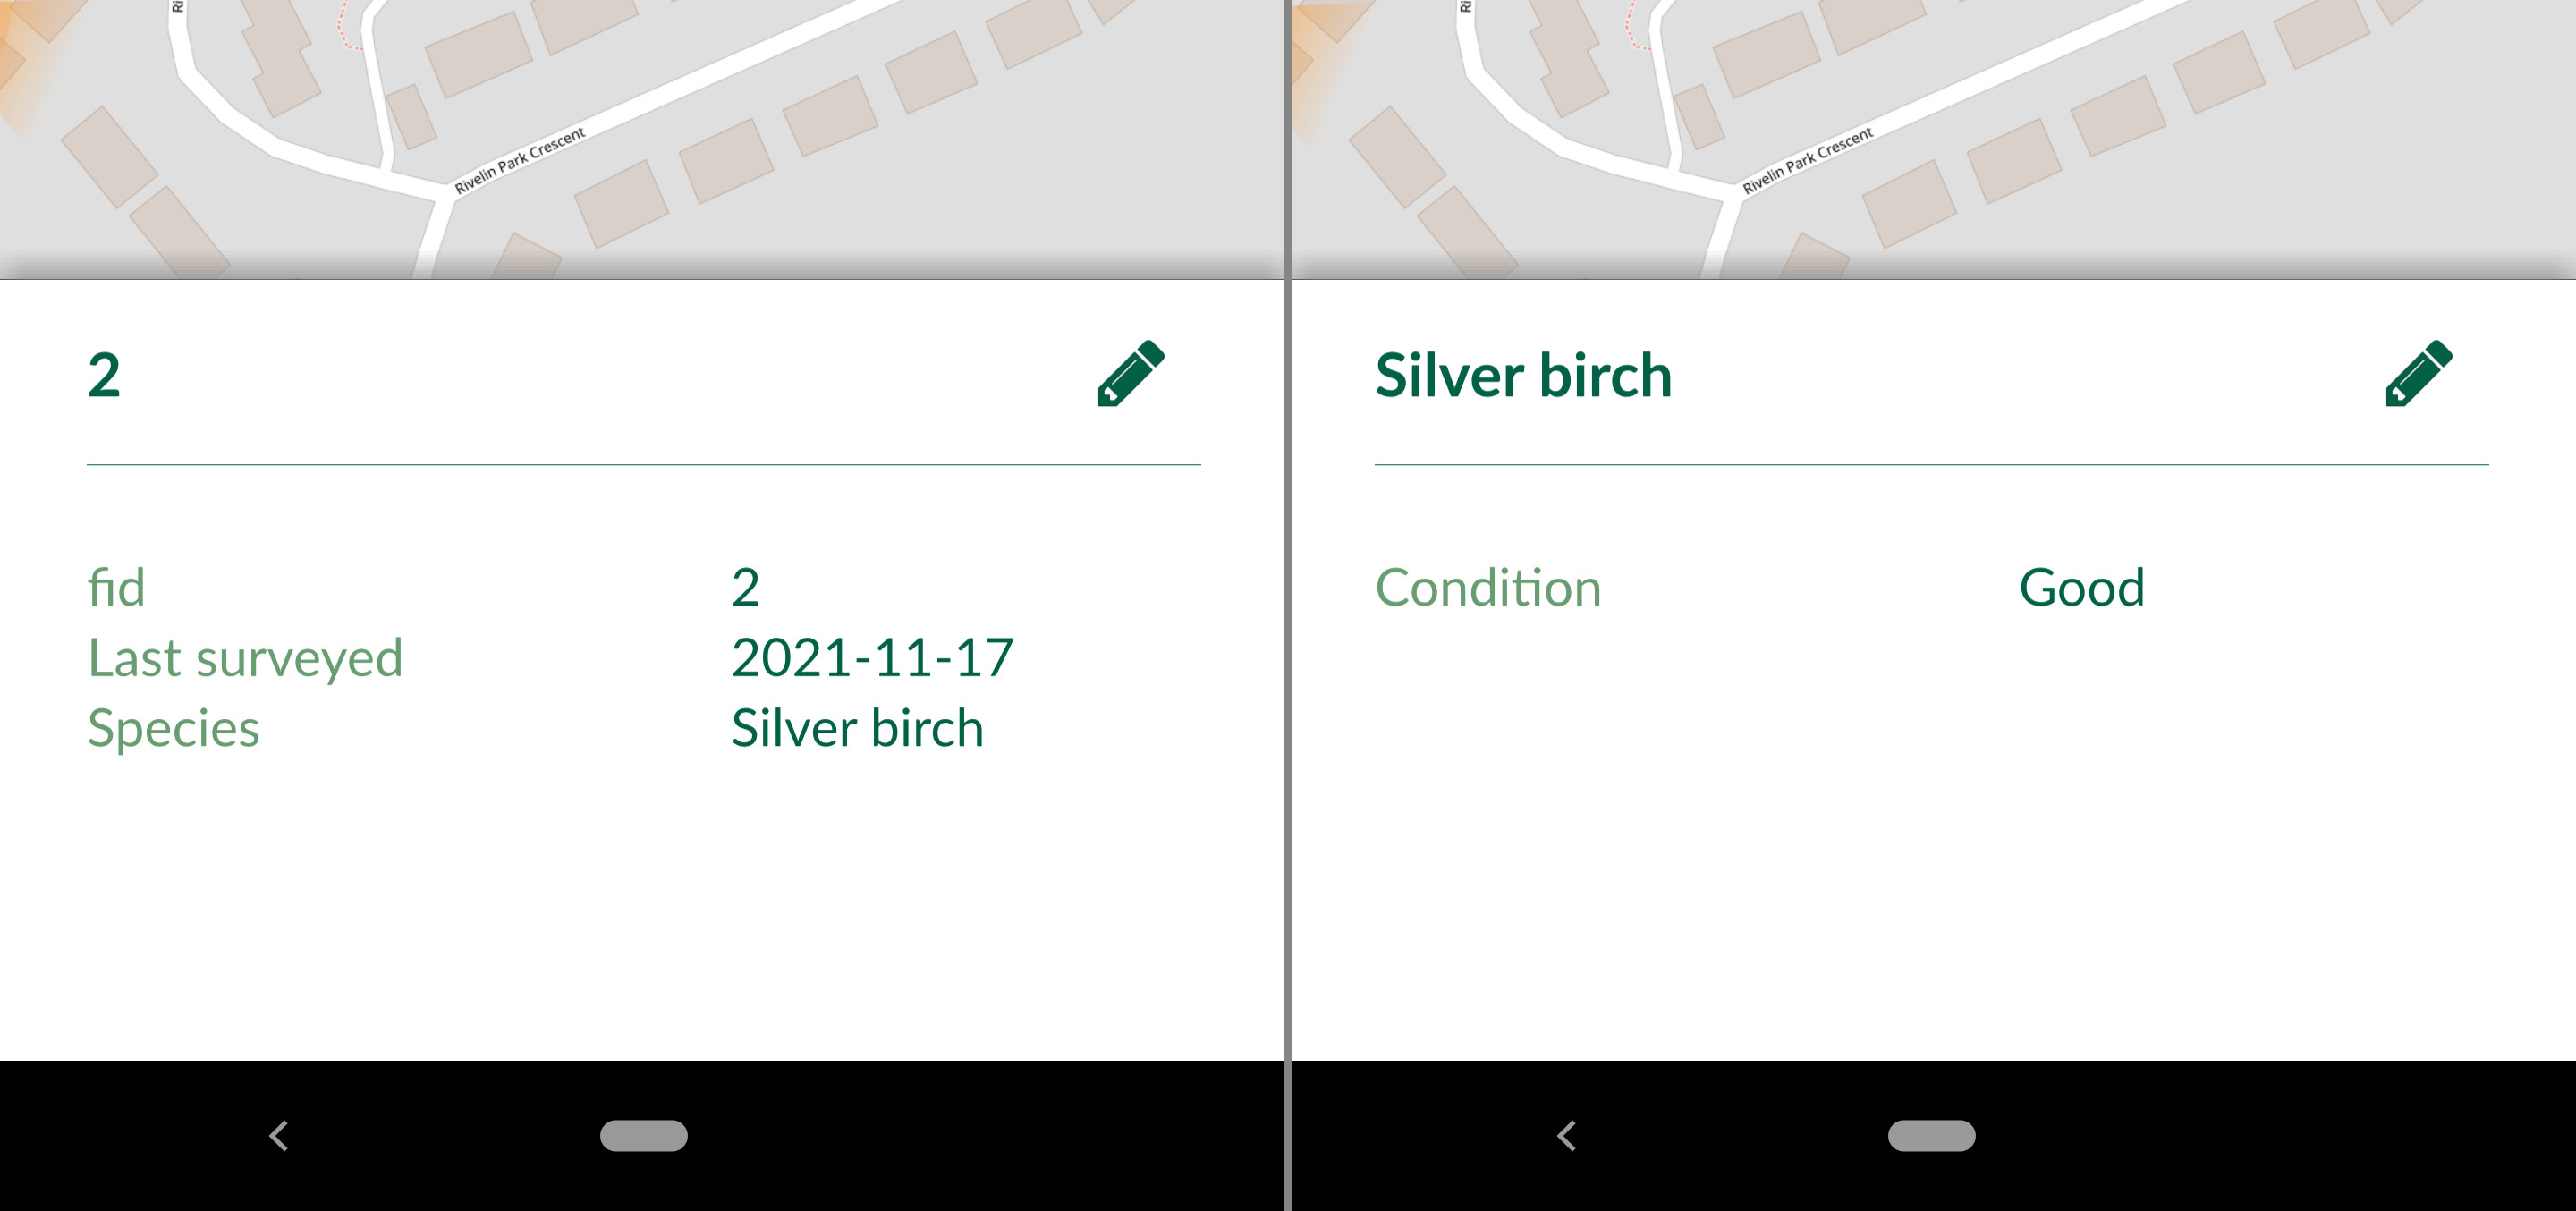 Ri
Rivelin Park Crescent
2
fid 2
Last surveyed 2021-11-17
Species Silver birch
Ri
Rivelin Park Crescent
Silver birch
Condition Good